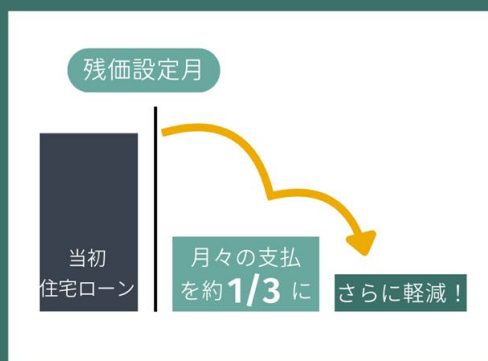 残価設定月
当初
住宅ローン
月々の支払
を約1/3に
さらに軽減！